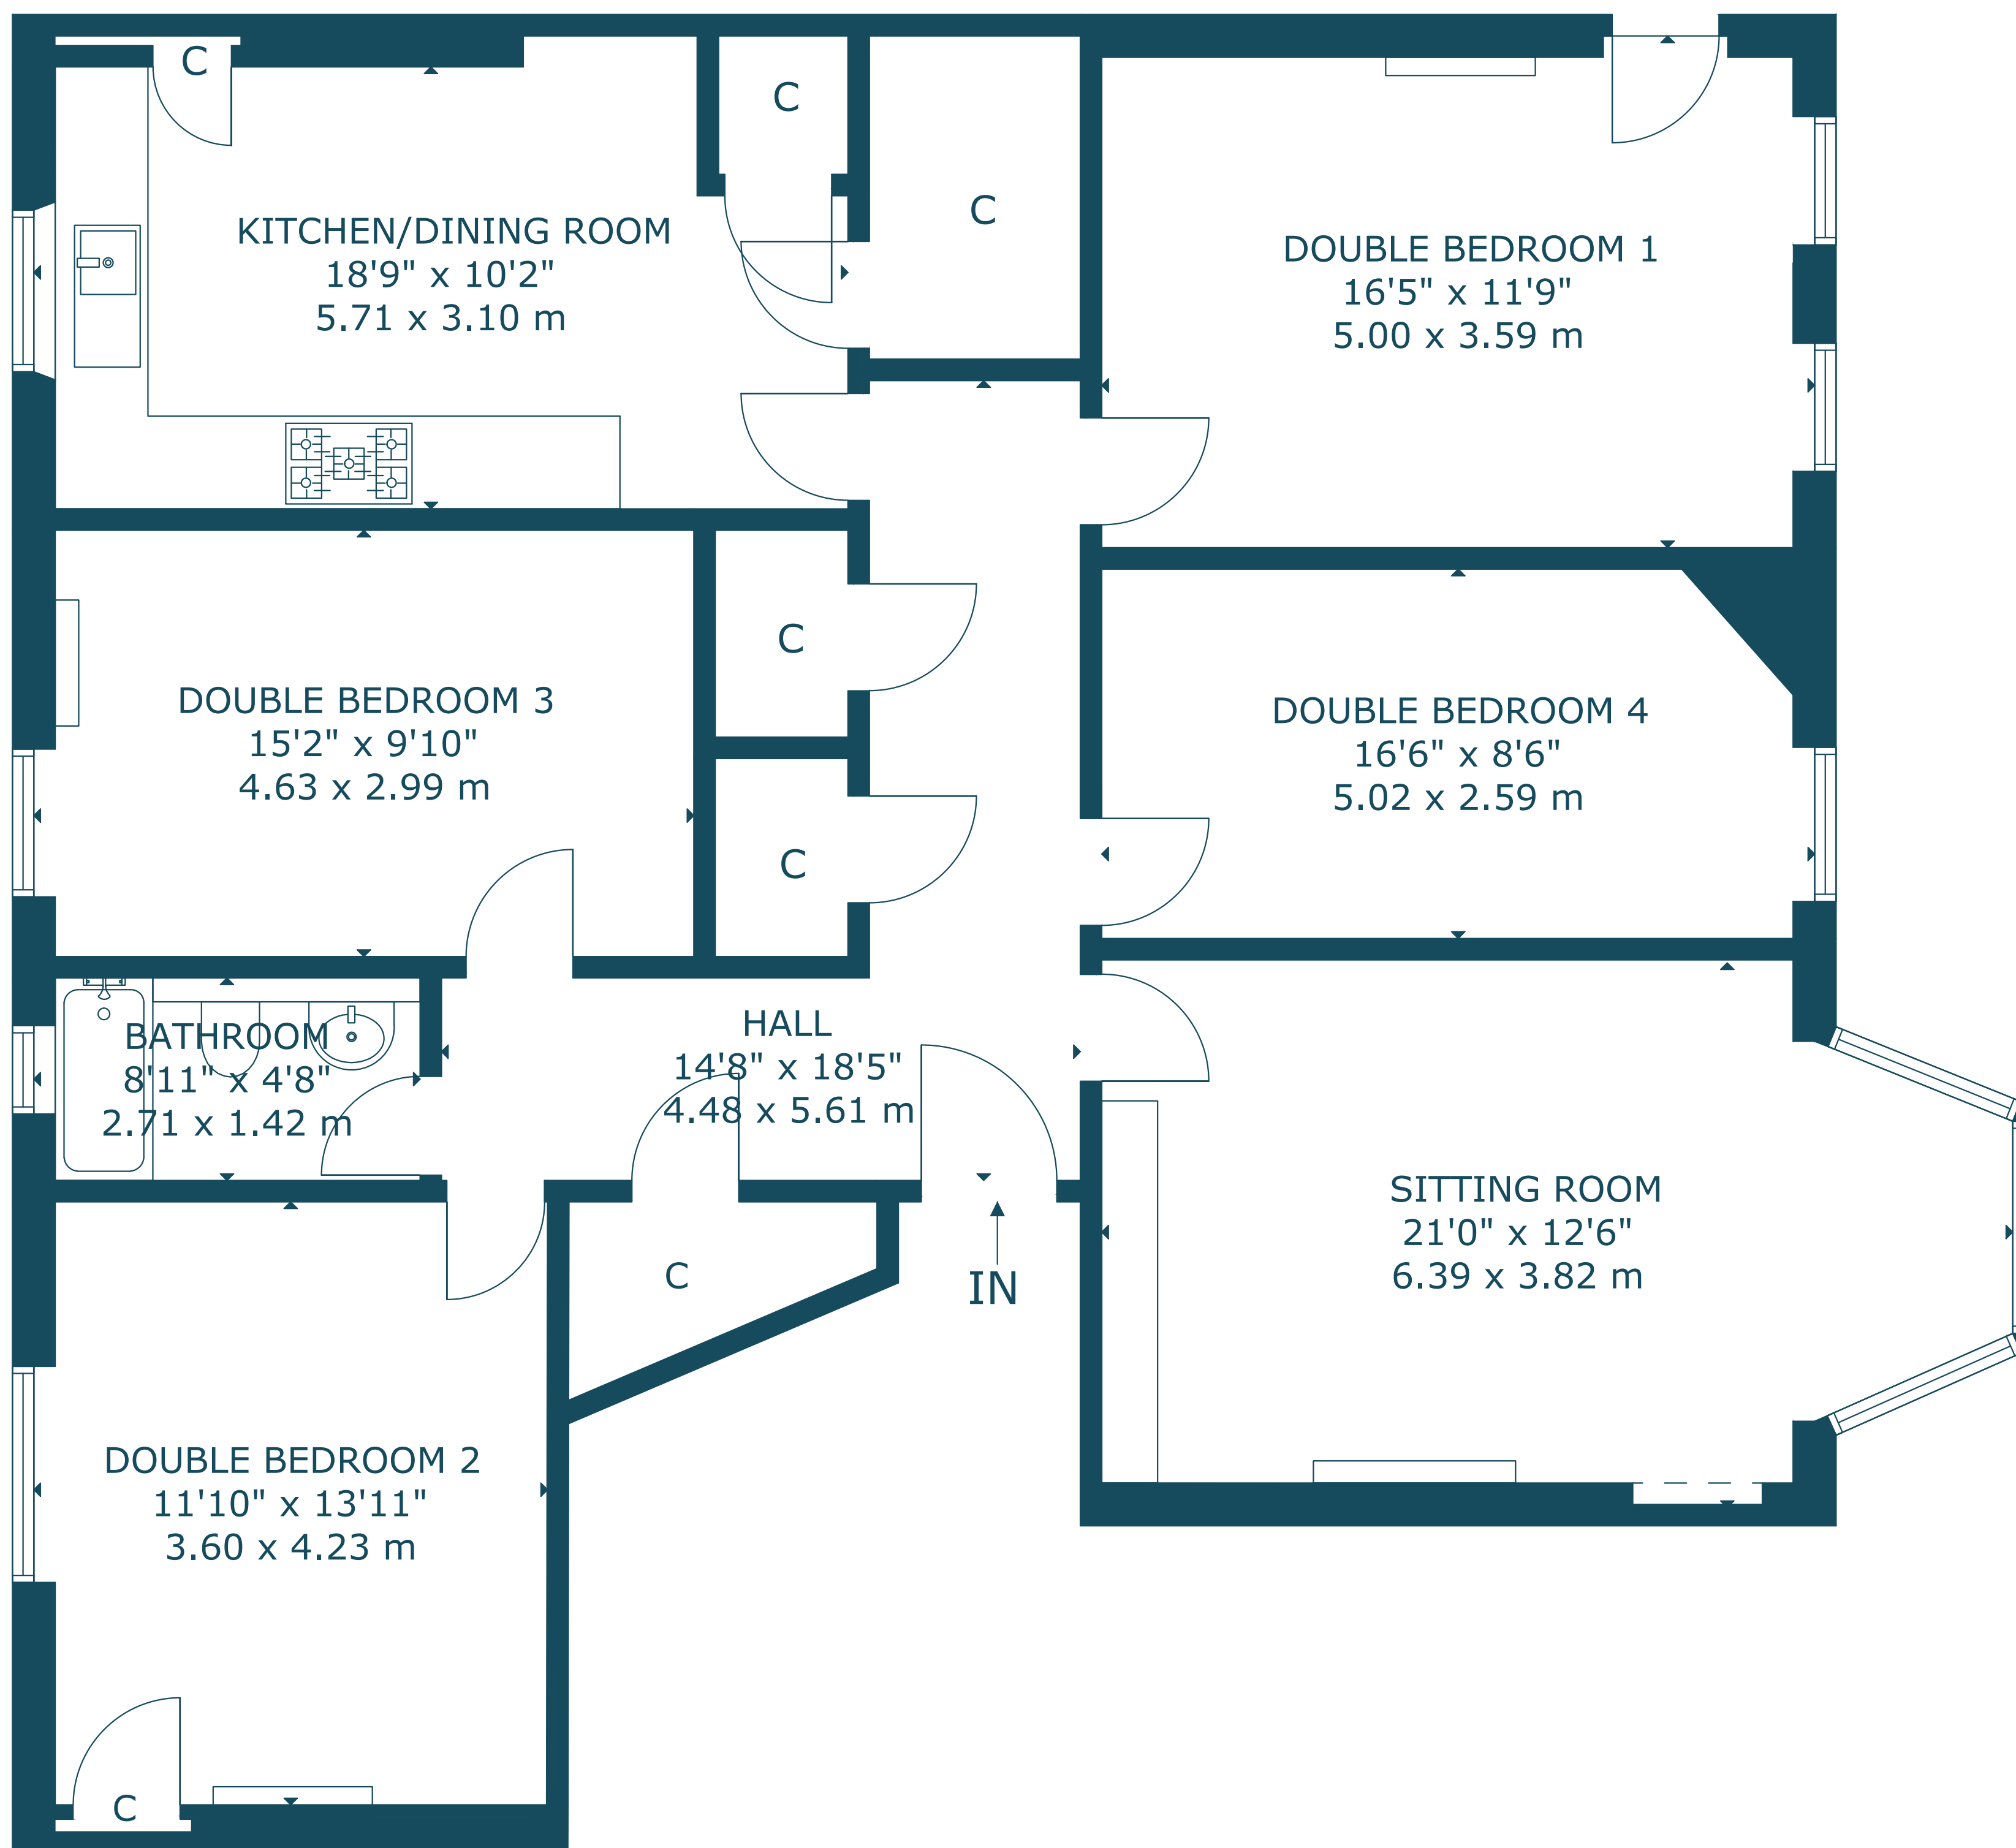 C
C
C
KITCHEN/DINING ROOM
18'9" x 10'2"
5.71 x 3.10 m
DOUBLE BEDROOM 1
16'5" x 11'9"
5.00 x 3.59 m
C
DOUBLE BEDROOM 3
15'2" x 9'10"
4.63 x 2.99 m
DOUBLE BEDROOM 4
16'6" x 8'6"
5.02 x 2.59 m
C
BATHROOM
8'11" x 4'8"
2.71 x 1.42 m
HALL
14'8" x 18'5"
4.48 x 5.61 m
SITTING ROOM
21'0" x 12'6"
6.39 x 3.82 m
C
IN
DOUBLE BEDROOM 2
11'10" x 13'11"
3.60 x 4.23 m
C